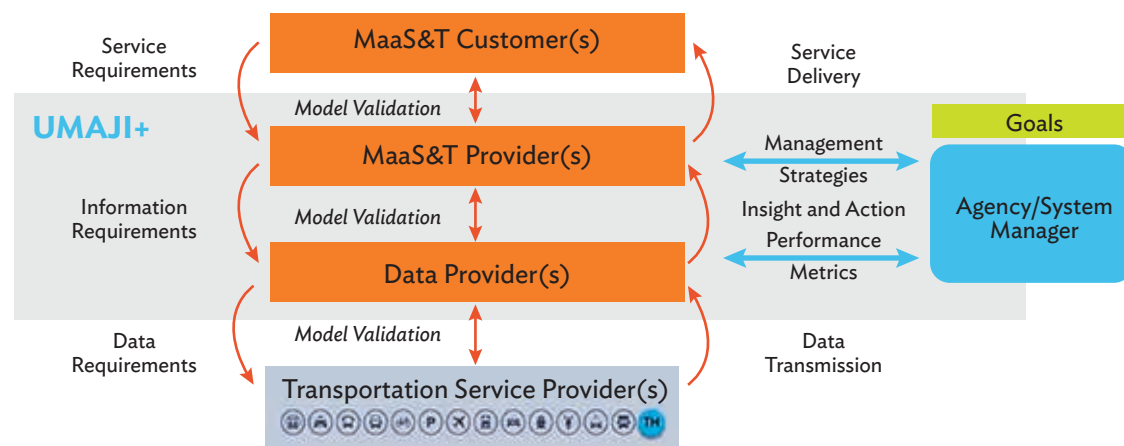 MaaS&T Customer(s)
Service
Requirements
Service
Delivery
Model Validation
UMAJI+
Goals
MaaS&T Provider(s)
Management
Strategies
Information
Requirements
Model Validation
Insight and Action
Agency/System
Manager
Performance
Metrics
Data Provider(s)
Model Validation
Data
Requirements
Data
Transmission
Transportation Service Provider(s)
P
TH